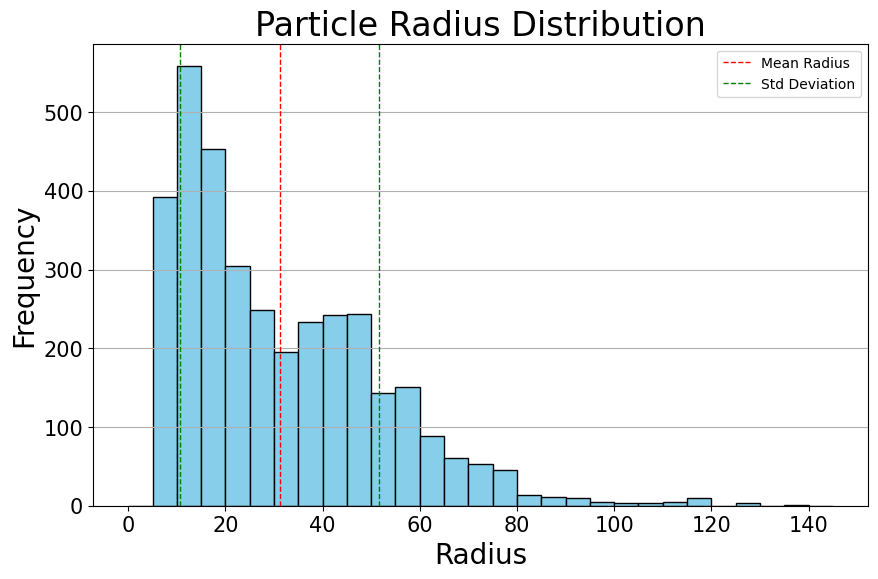 Particle Radius Distribution
Mean Radius
Std Deviation
Frequency
500
400
300
200
100
0
0 20 40 60 80 100 120 140
Radius